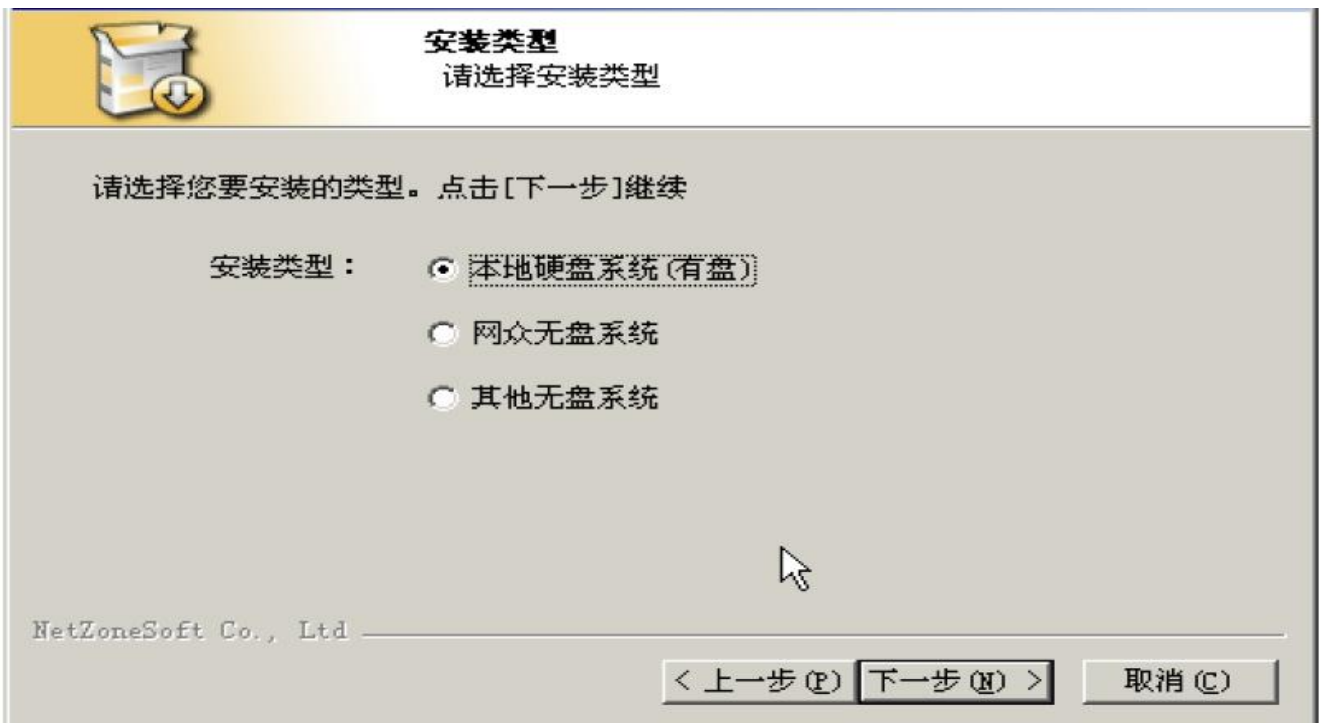 安装类型
请选择安装类型
请选择您要安装的类型。点击[下一步]继续
安装类型： 本地硬盘系统(有盘)
网众无盘系统
其他无盘系统
NetZoneSoft Co., Ltd
< 上一步(P) 下一步(N) > 取消(C)